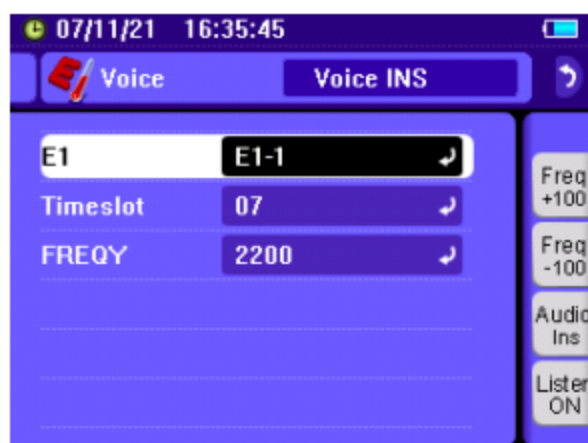 07/11/21 16:35:45
Voice Voice INS
E1 E1-1
Timeslot 07
FREQY 2200
Freq
+100
Freq
-100
Audio
Ins
Listen
ON